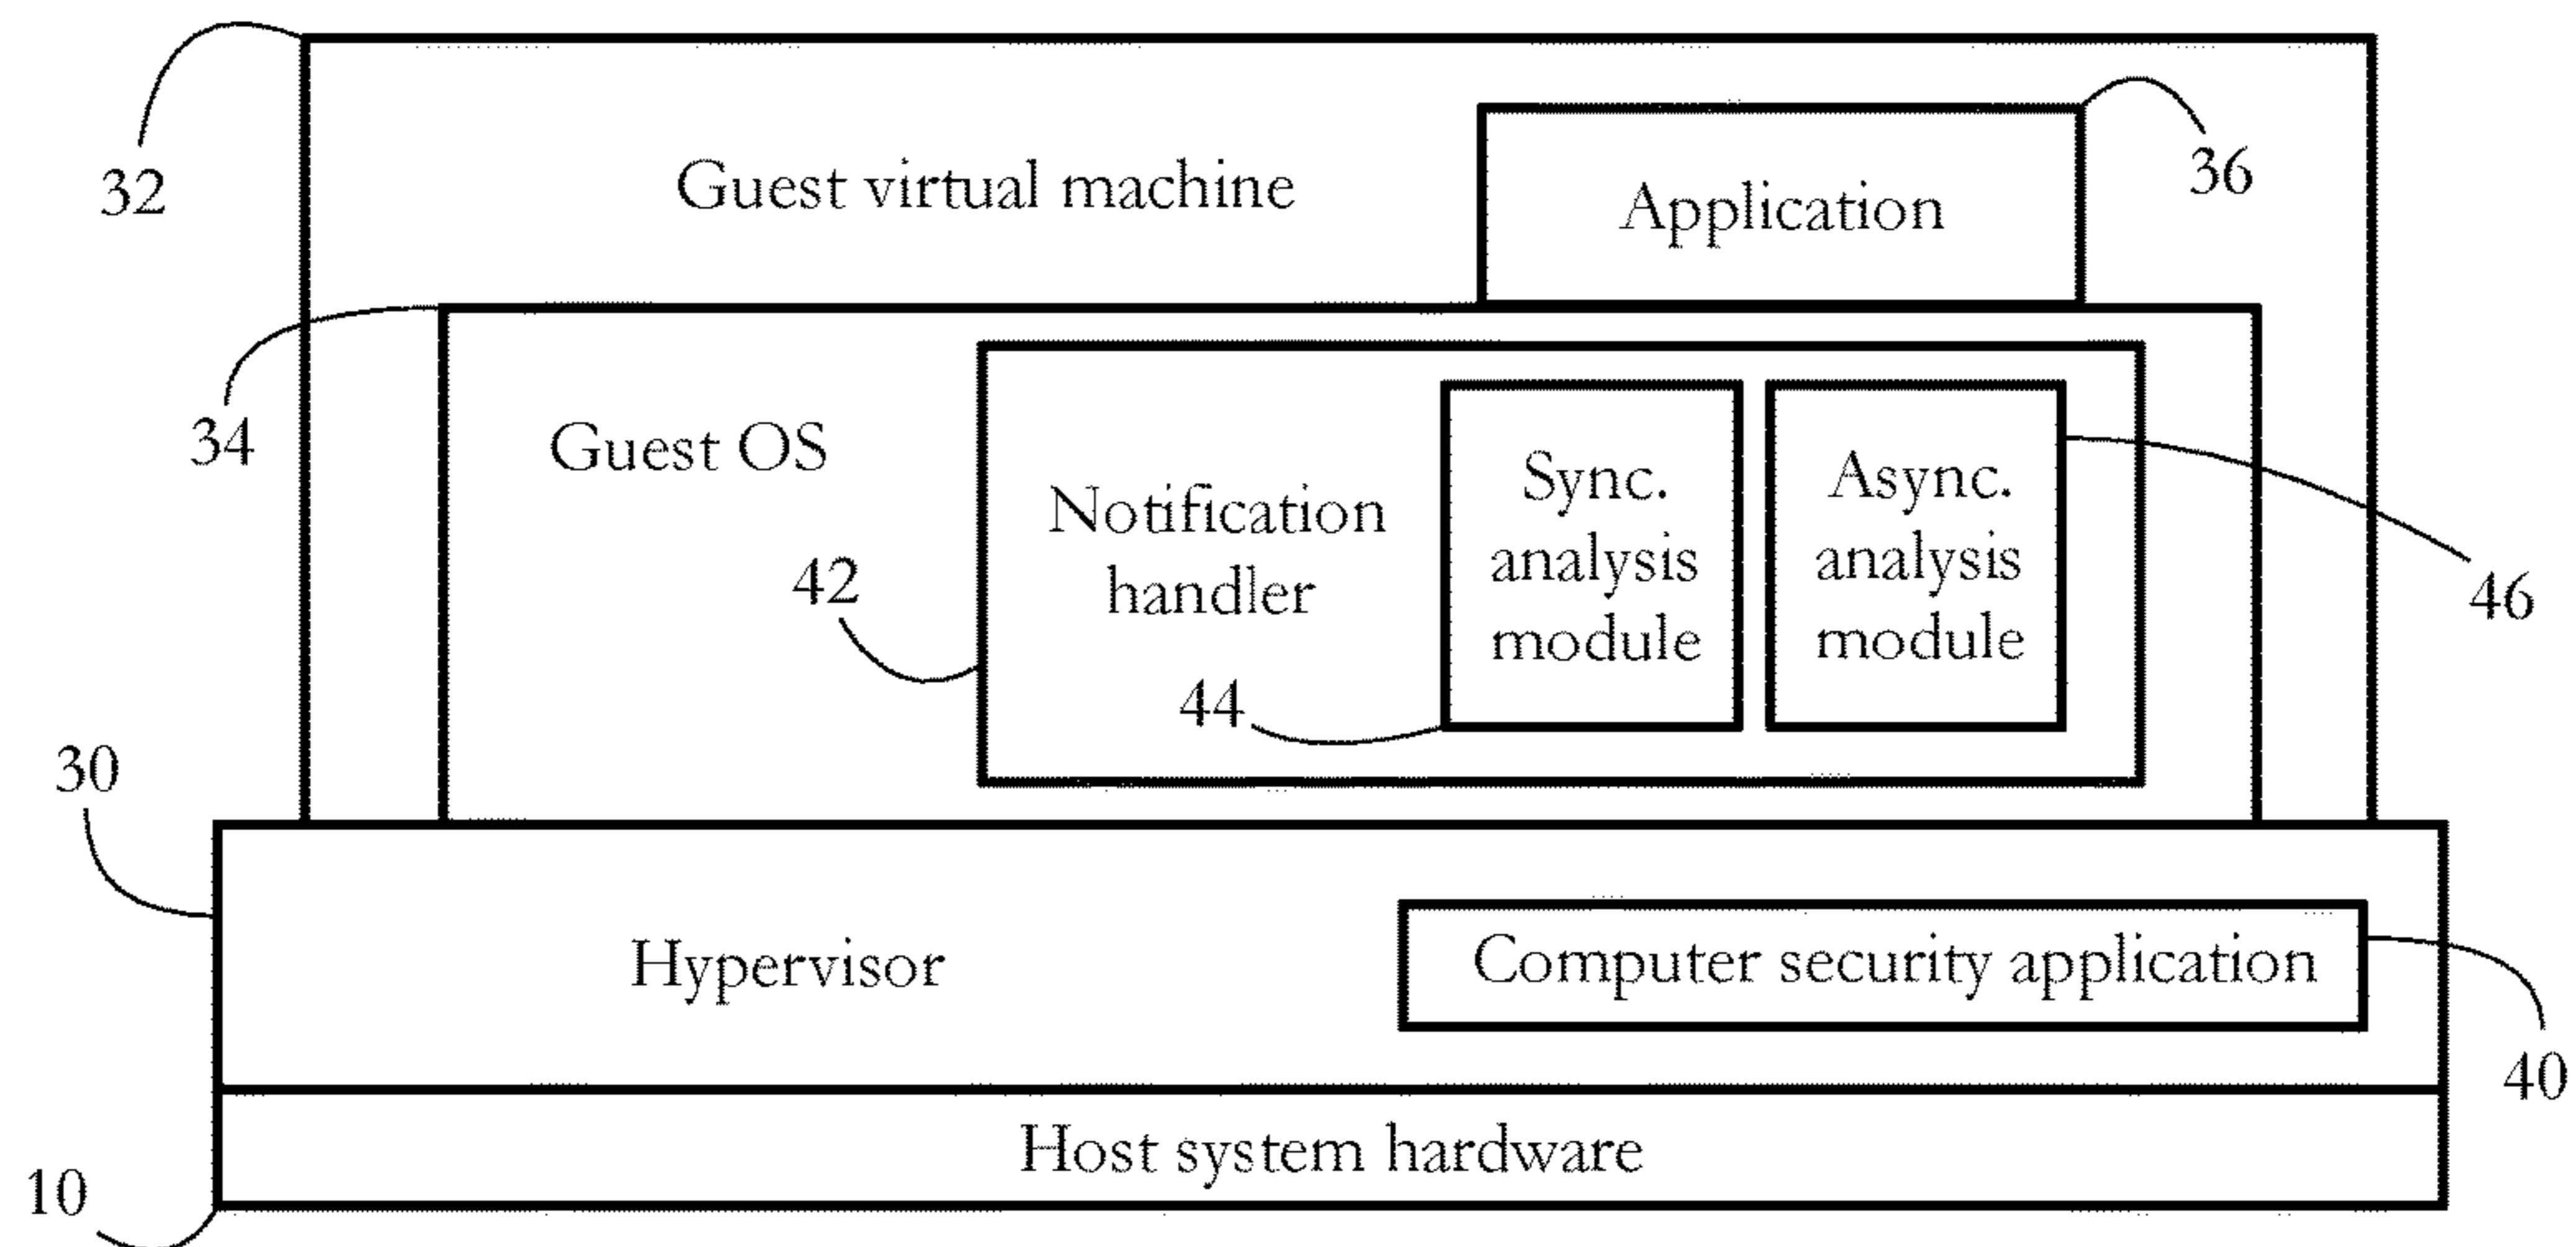 32
Guest virtual machine
Application
36
34
Guest OS
42
Notification
handler
44
Sync.
analysis
module
Async.
analysis
module
46
30
Hypervisor
Computer security application
40
Host system hardware
10